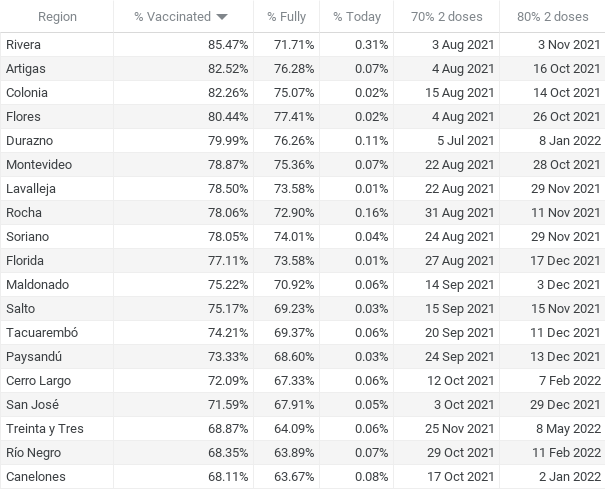 Region % Vaccinated % Fully % Today 70% 2 doses 80% 2 doses
Rivera 85.47% 71.71% 0.31% 3 Aug 2021 3 Nov 2021
Artigas 82.52% 76.28% 0.07% 4 Aug 2021 16 Oct 2021
Colonia 82.26% 75.07% 0.02% 15 Aug 2021 14 Oct 2021
Flores 80.44% 77.41% 0.02% 4 Aug 2021 26 Oct 2021
Durazno 79.99% 76.26% 0.11% 5 Jul 2021 8 Jan 2022
Montevideo 78.87% 75.36% 0.07% 22 Aug 2021 28 Oct 2021
Lavalleja 78.50% 73.58% 0.01% 22 Aug 2021 29 Nov 2021
Rocha 78.06% 72.90% 0.16% 31 Aug 2021 11 Nov 2021
Soriano 78.05% 74.01% 0.04% 24 Aug 2021 29 Nov 2021
Florida 77.11% 73.58% 0.01% 27 Aug 2021 17 Dec 2021
Maldonado 75.22% 70.92% 0.06% 14 Sep 2021 3 Dec 2021
Salto 75.17% 69.23% 0.03% 15 Sep 2021 15 Nov 2021
Tacuarembó 74.21% 69.37% 0.06% 20 Sep 2021 11 Dec 2021
Paysandú 73.33% 68.60% 0.03% 24 Sep 2021 13 Dec 2021
Cerro Largo 72.09% 67.33% 0.06% 12 Oct 2021 7 Feb 2022
San José 71.59% 67.91% 0.05% 3 Oct 2021 29 Dec 2021
Treinta y Tres 68.87% 64.09% 0.06% 25 Nov 2021 8 May 2022
Río Negro 68.35% 63.89% 0.07% 29 Oct 2021 11 Feb 2022
Canelones 68.11% 63.67% 0.08% 17 Oct 2021 2 Jan 2022